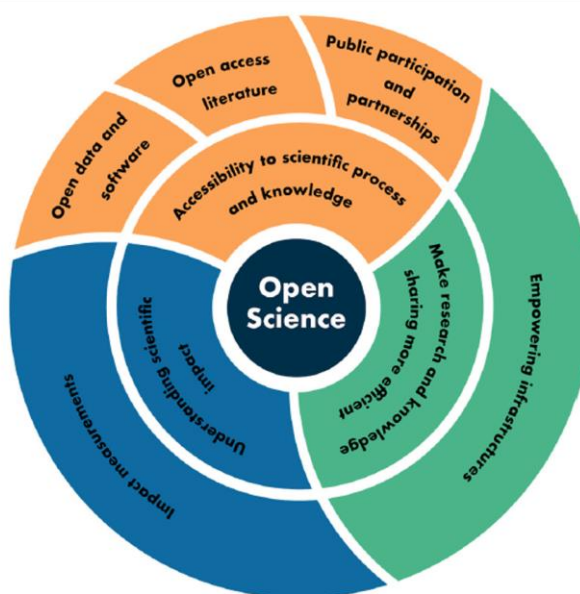 Public participation
and
partnerships
Open access
literature
Open data and
software
Accessibility to scientific process
and knowledge
Open
Science
Make research and knowledge
sharing more efficient
Empowering infrastructures
Understanding scientific
impact
Impact measurements